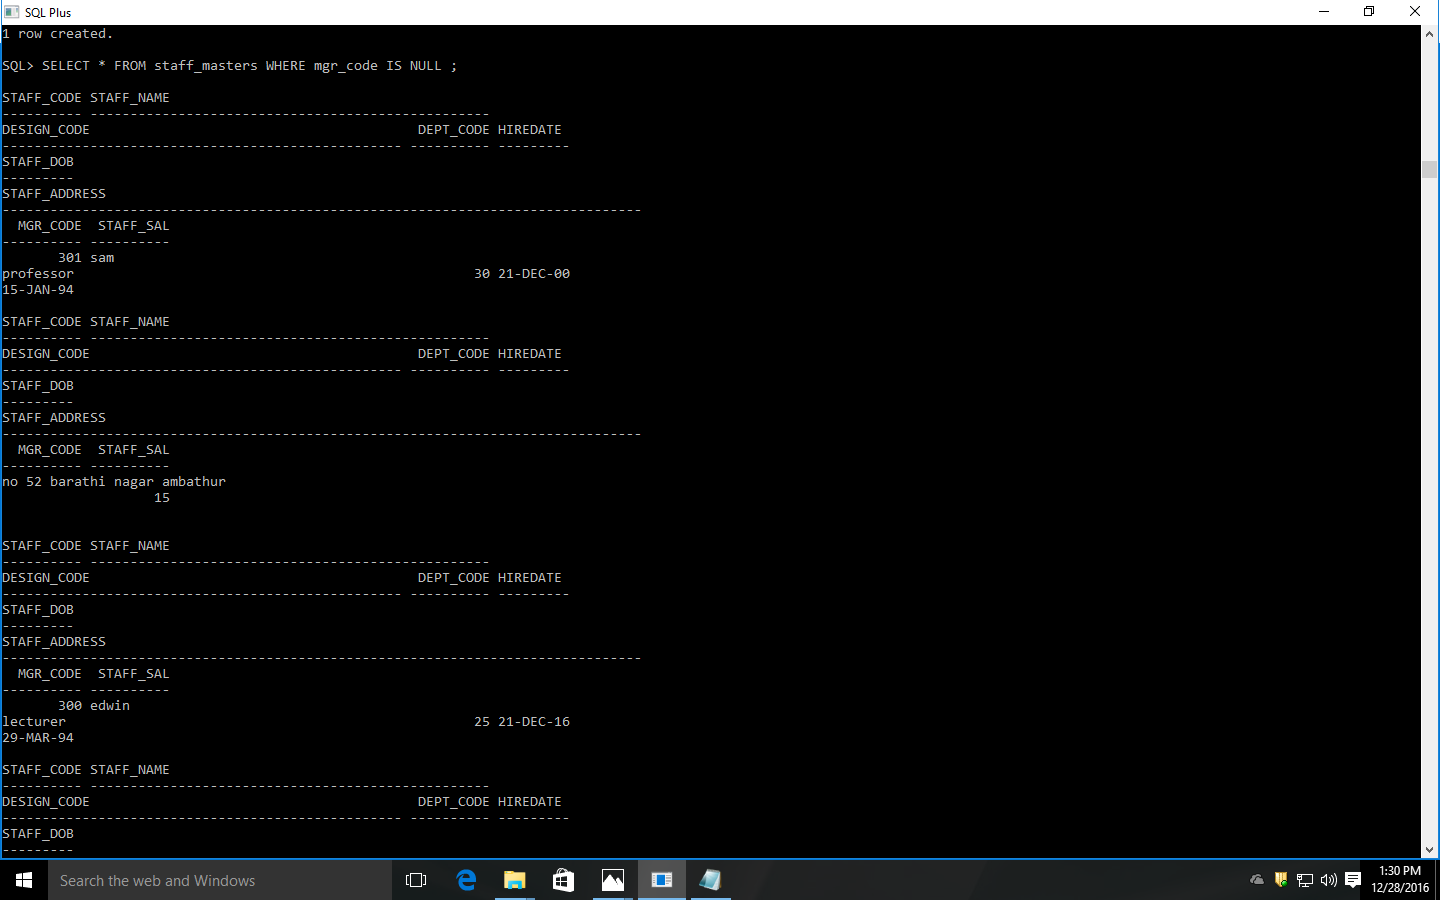 SQL Plus
1 row created.
SQL> SELECT * FROM staff_masters WHERE mgr_code IS NULL ;
STAFF_CODE STAFF_NAME
---------- --------------------------------------------------
DESIGN_CODE                                         DEPT_CODE HIREDATE
-------------------------------------------------- ---------- ---------
STAFF_DOB
---------
STAFF_ADDRESS
--------------------------------------------------------------------------------
  MGR_CODE  STAFF_SAL
---------- ----------
       301 sam
professor                                                  30 21-DEC-00
15-JAN-94
STAFF_CODE STAFF_NAME
---------- --------------------------------------------------
DESIGN_CODE                                         DEPT_CODE HIREDATE
-------------------------------------------------- ---------- ---------
STAFF_DOB
---------
STAFF_ADDRESS
--------------------------------------------------------------------------------
  MGR_CODE  STAFF_SAL
---------- ----------
no 52 barathi nagar ambathur
                   15
STAFF_CODE STAFF_NAME
---------- --------------------------------------------------
DESIGN_CODE                                         DEPT_CODE HIREDATE
-------------------------------------------------- ---------- ---------
STAFF_DOB
---------
STAFF_ADDRESS
--------------------------------------------------------------------------------
  MGR_CODE  STAFF_SAL
---------- ----------
       300 edwin
lecturer                                                   25 21-DEC-16
29-MAR-94
STAFF_CODE STAFF_NAME
---------- --------------------------------------------------
DESIGN_CODE                                         DEPT_CODE HIREDATE
-------------------------------------------------- ---------- ---------
STAFF_DOB
---------
Search the web and Windows
1:30 PM
12/28/2016